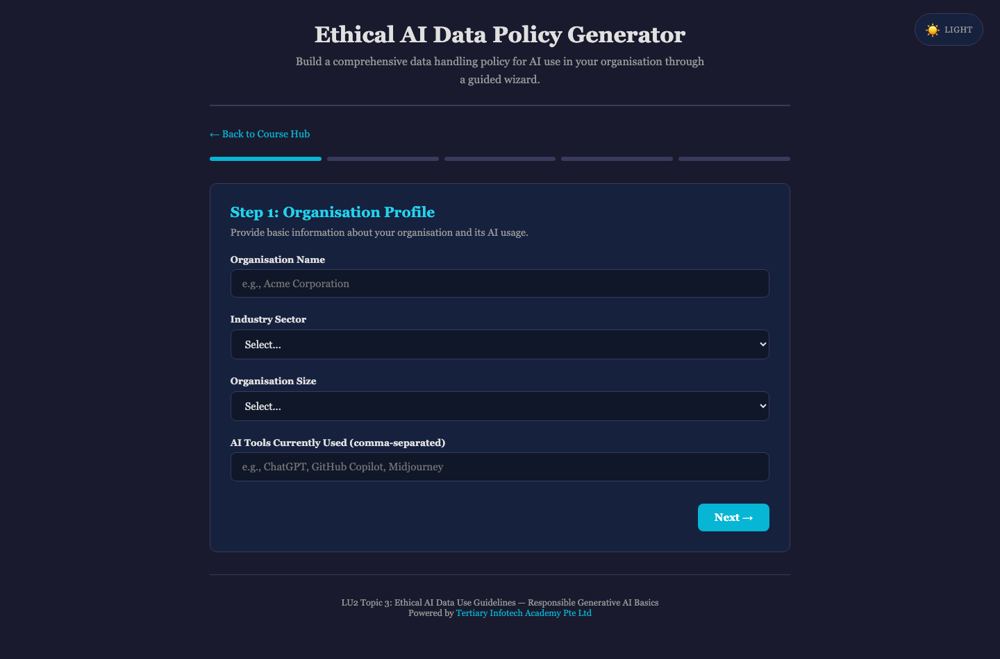 Ethical AI Data Policy Generator
☀️ LIGHT
Build a comprehensive data handling policy for AI use in your organisation through
a guided wizard.
← Back to Course Hub
Step 1: Organisation Profile
Provide basic information about your organisation and its AI usage.
Organisation Name
e.g., Acme Corporation
Industry Sector
Select...
Organisation Size
Select...
AI Tools Currently Used (comma-separated)
e.g., ChatGPT, GitHub Copilot, Midjourney
Next →
LU2 Topic 3: Ethical AI Data Use Guidelines — Responsible Generative AI Basics
Powered by Tertiary Infotech Academy Pte Ltd